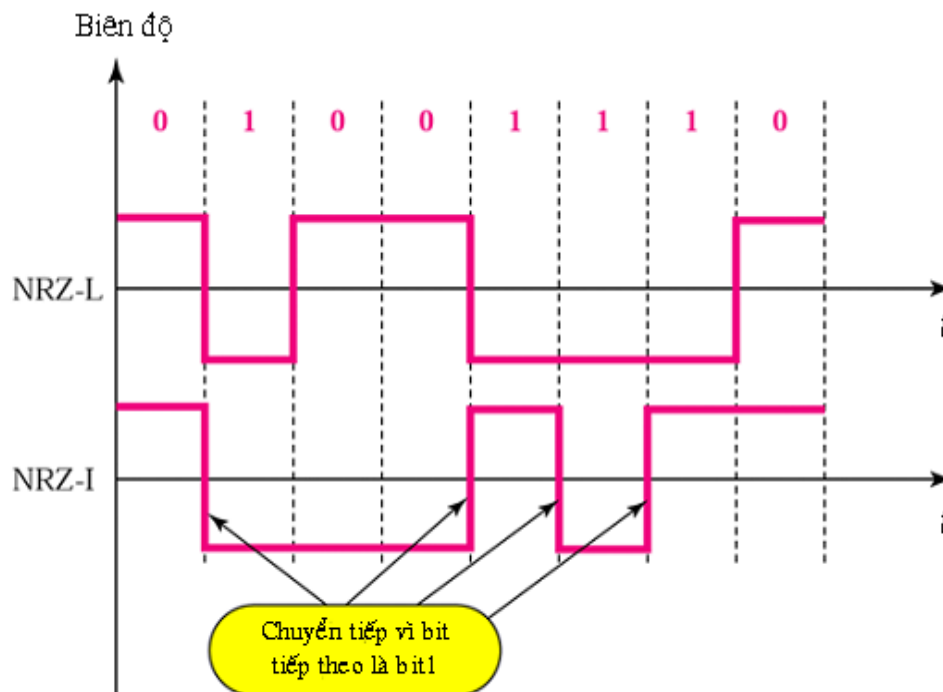 Biên độ
0 1 0 0 1 1 1 0
NRZ-L
NRZ-I
Chuyển tiếp vì bit
tiếp theo là bit1